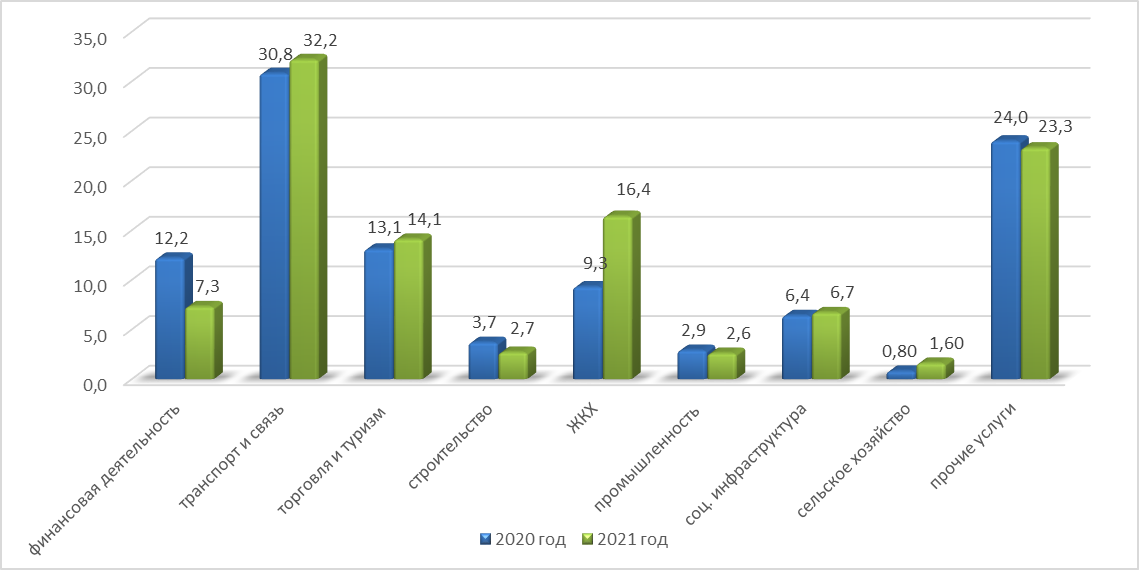 35,0
30,0
25,0
20,0
15,0
10,0
5,0
0,0
12,2
7,3
30,8
32,2
13,1
14,1
3,7
2,7
9,3
16,4
2,9
2,6
6,4
6,7
0,80
1,60
24,0
23,3
финансовая деятельность
транспорт и связь
торговля и туризм
строительство
ЖКХ
промышленность
соц. инфраструктура
сельское хозяйство
прочие услуги
2020 год
2021 год